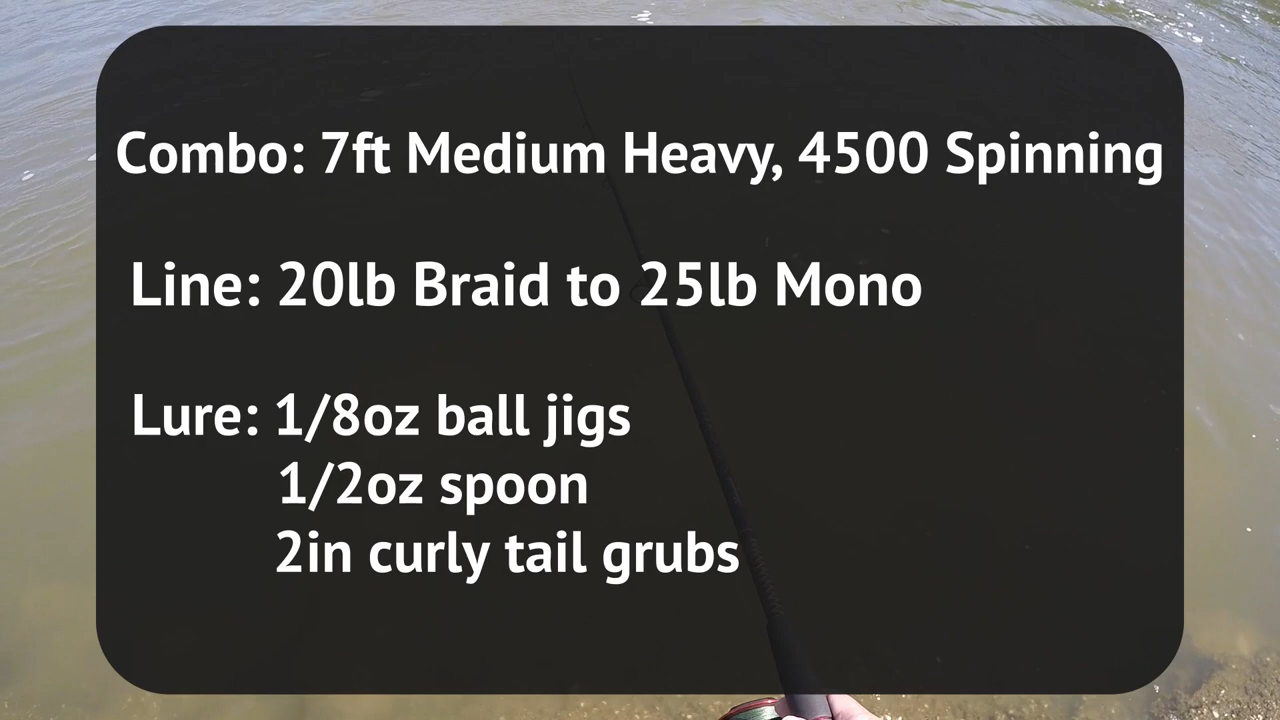 Combo: 7ft Medium Heavy, 4500 Spinning
Line: 20lb Braid to 25lb Mono
Lure: 1/8oz ball jigs
1/2oz spoon
2in curly tail grubs